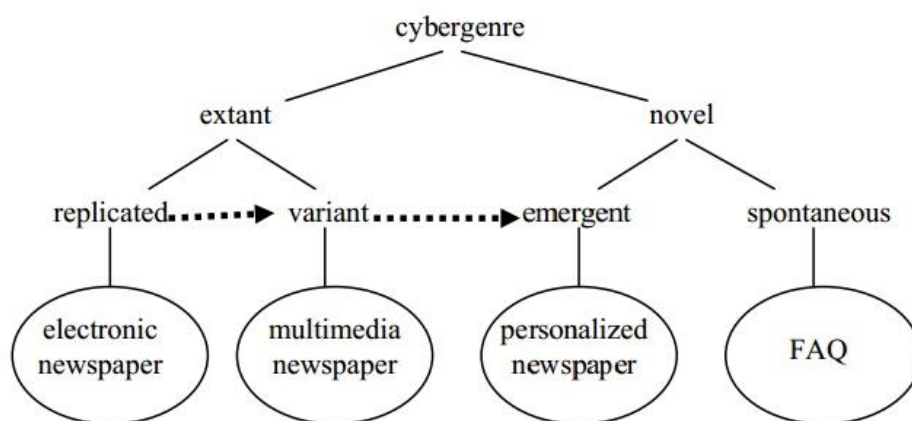 cybergenre
extant novel
replicated variant emergent spontaneous
electronic newspaper
multimedia newspaper
personalized newspaper
FAQ